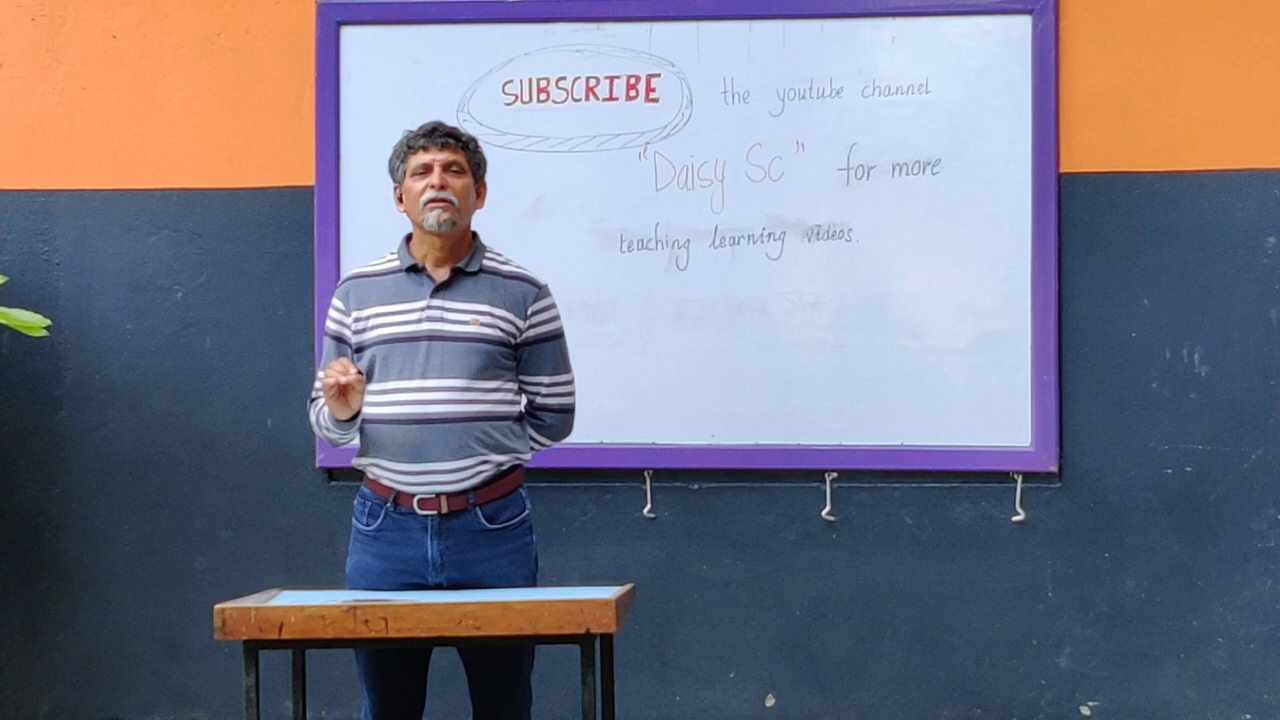 SUBSCRIBE the youtube channel
"Daisy Sc" for more
teaching learning videos.